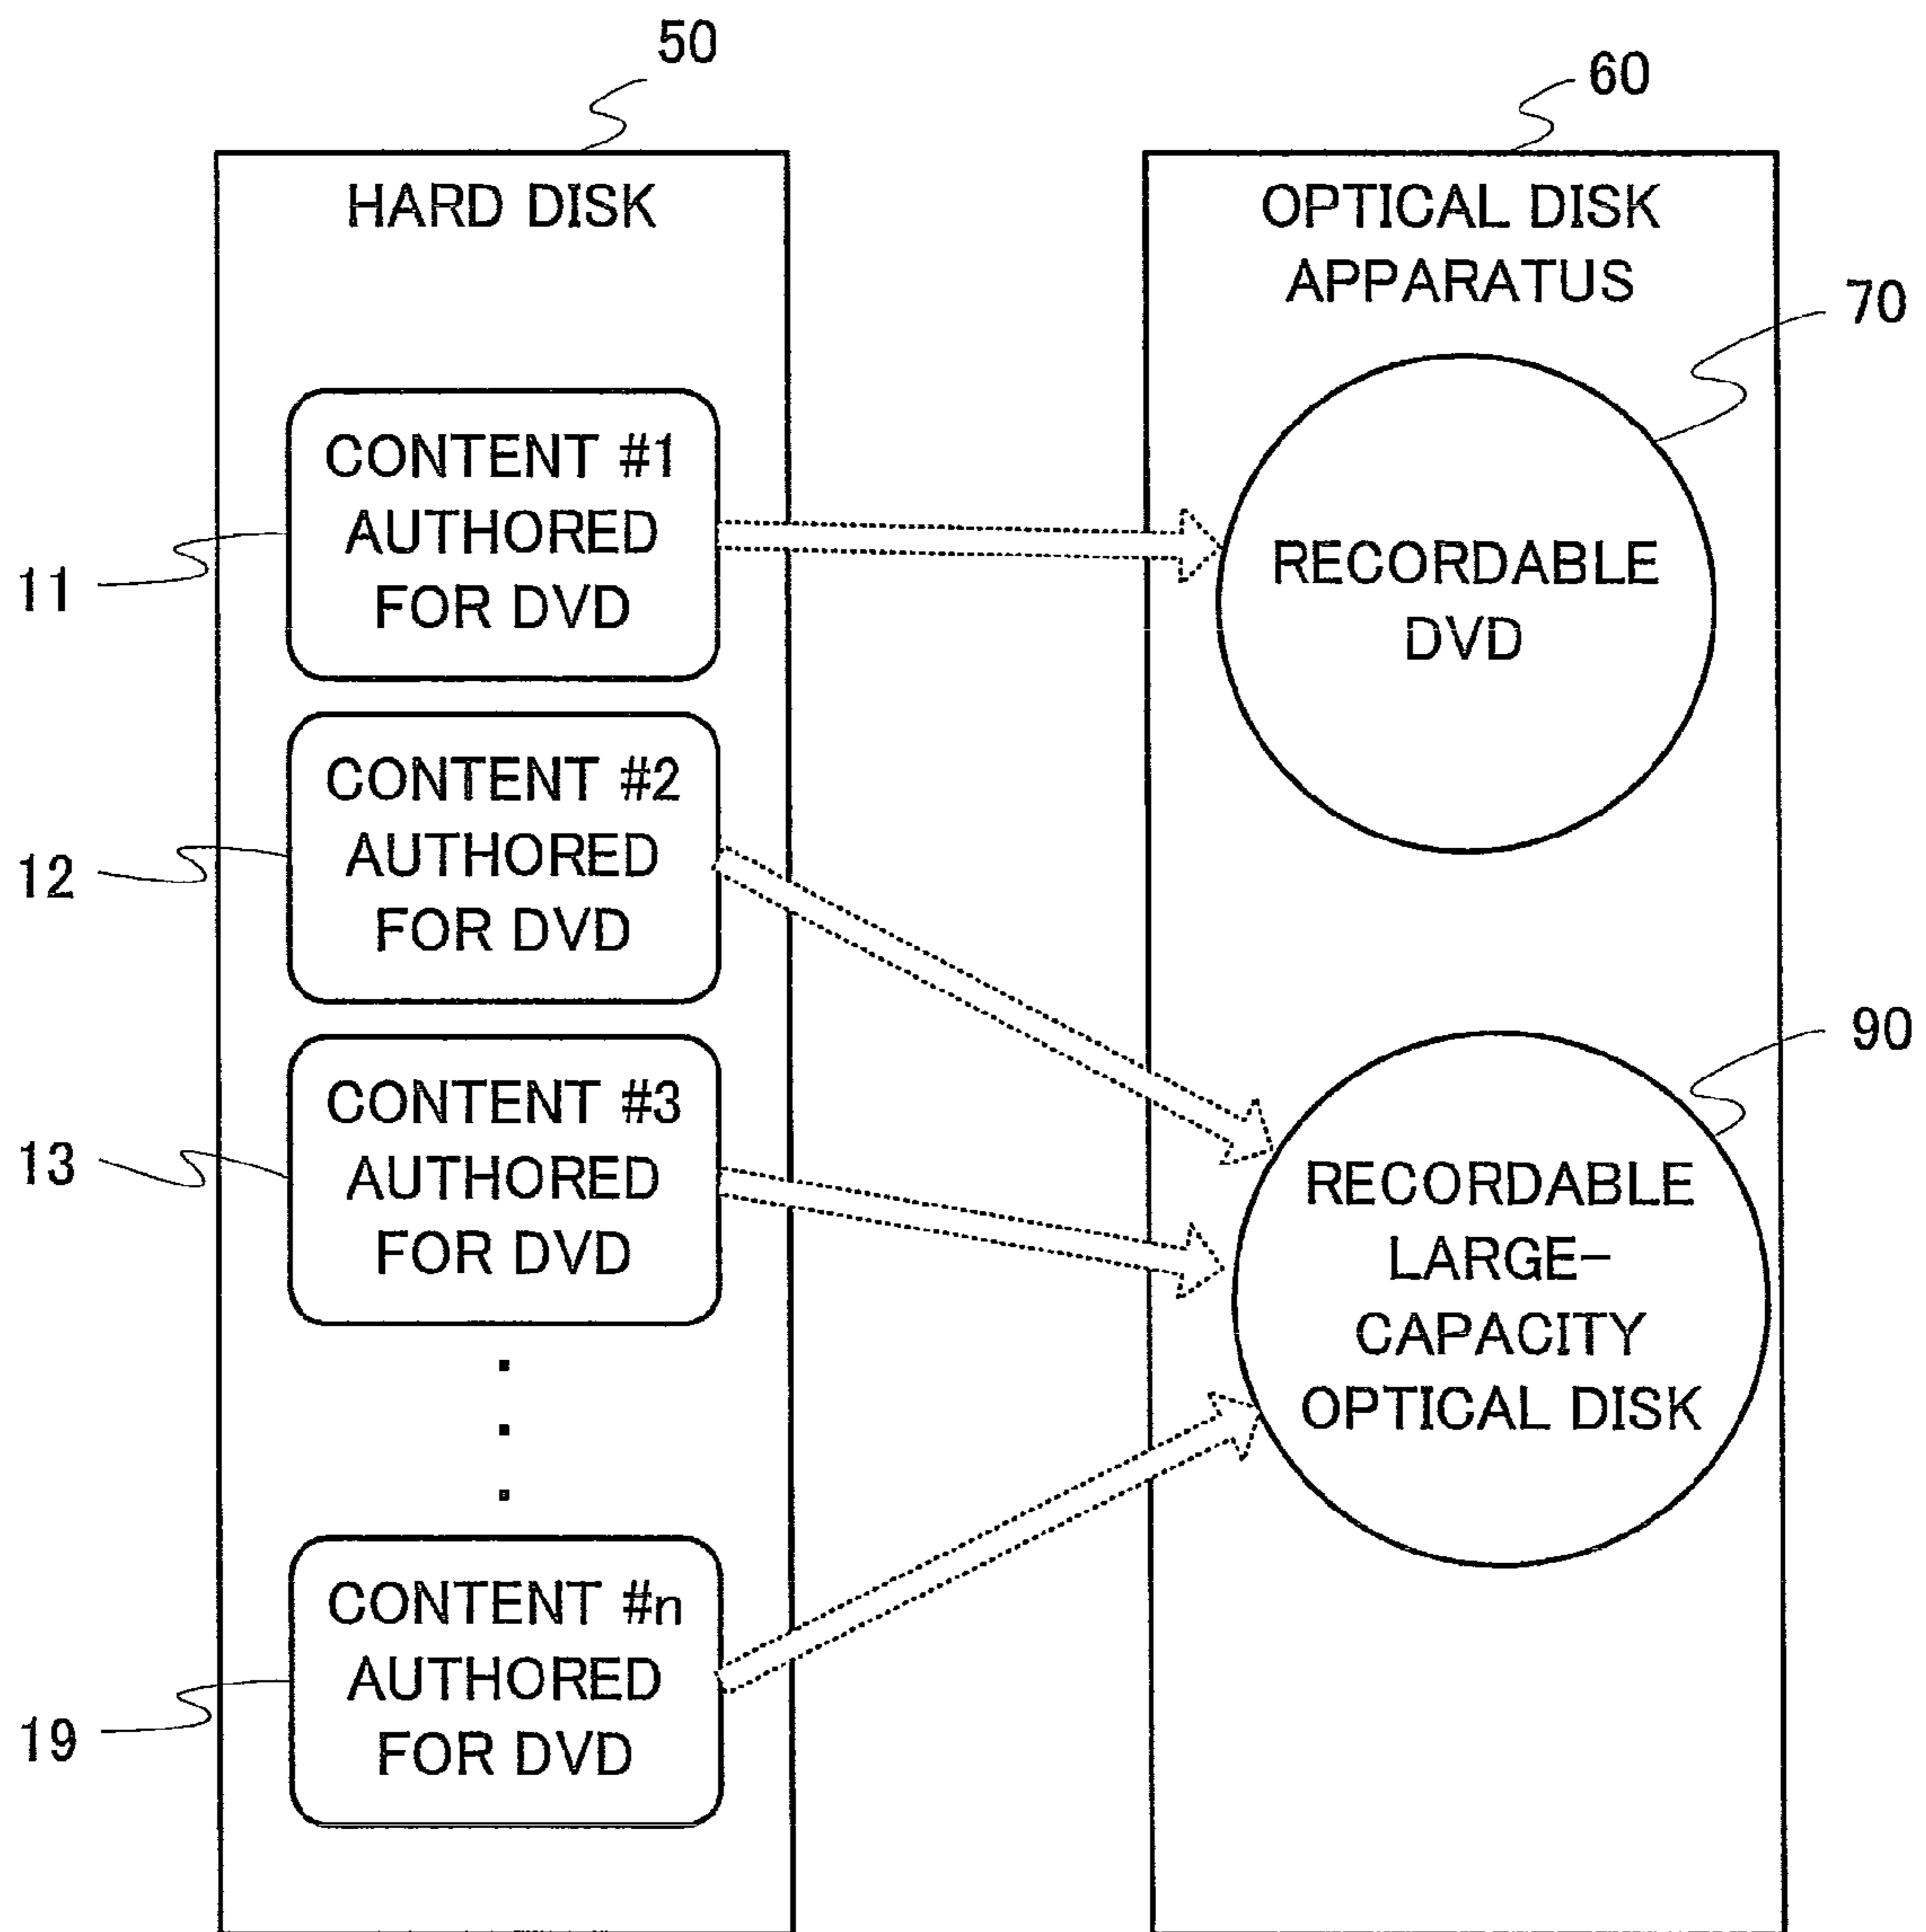 50
60
HARD DISK
OPTICAL DISK
APPARATUS
70
CONTENT #1
AUTHORED
FOR DVD
11
RECORDABLE
DVD
CONTENT #2
AUTHORED
FOR DVD
12
90
CONTENT #3
AUTHORED
FOR DVD
13
RECORDABLE
LARGE-
CAPACITY
OPTICAL DISK
CONTENT #n
AUTHORED
FOR DVD
19